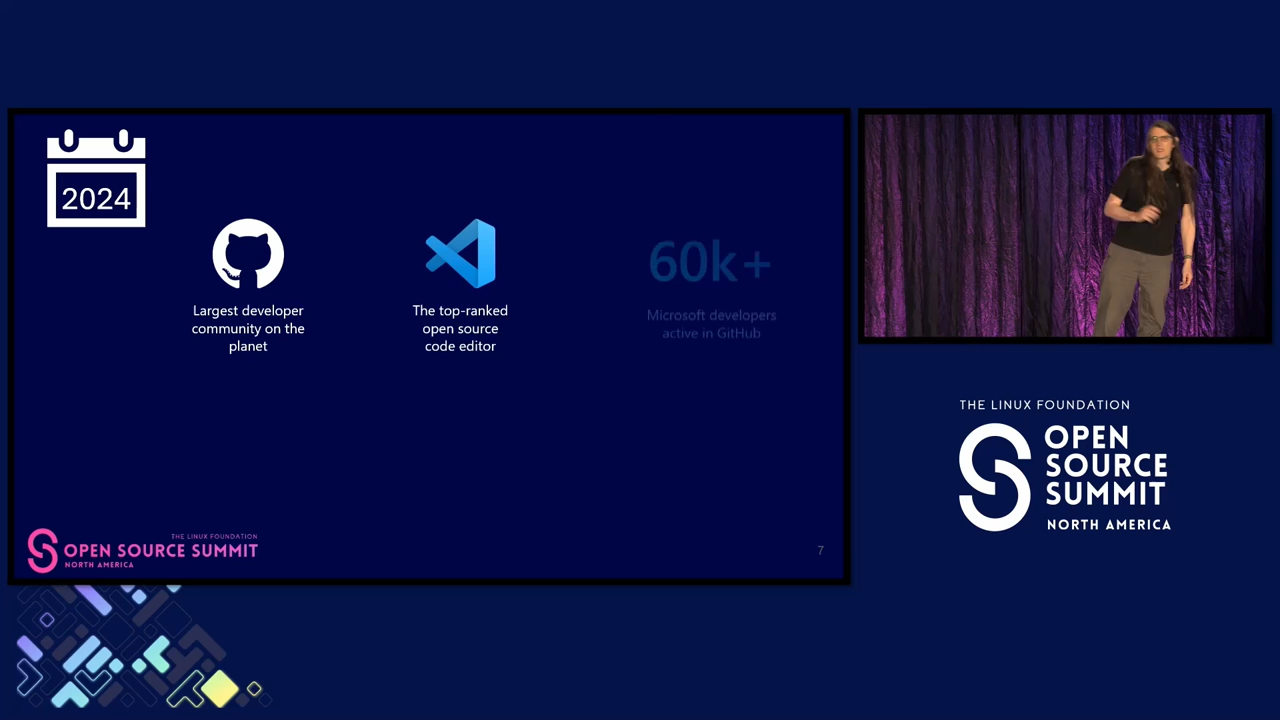 2024
Largest developer
community on the
planet
The top-ranked
open source
code editor
60k+
Microsoft developers
active in GitHub
THE LINUX FOUNDATION
OPEN SOURCE SUMMIT
NORTH AMERICA
7
THE LINUX FOUNDATION
OPEN
SOURCE
SUMMIT
NORTH AMERICA